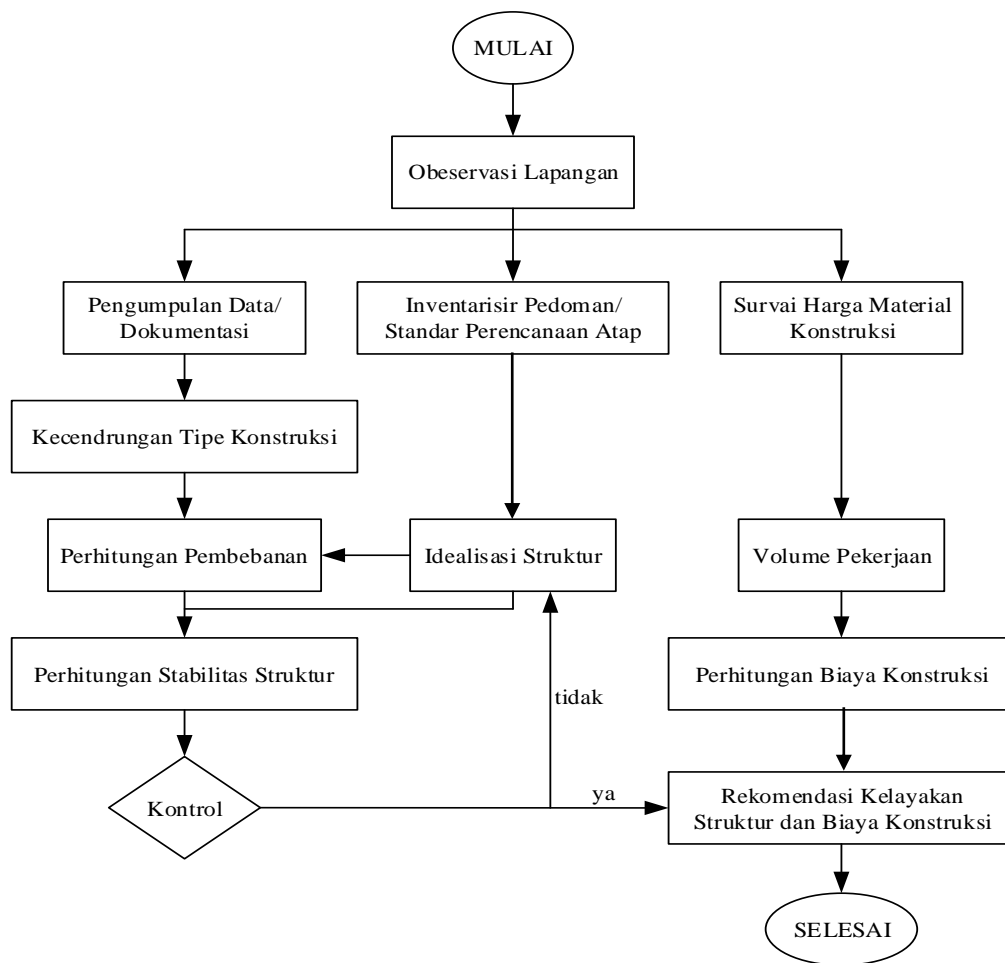 MULAI
Obeservasi Lapangan
Pengumpulan Data/
Dokumentasi
Inventarisir Pedoman/
Standar Perencanaan Atap
Survai Harga Material
Konstruksi
Kecendrungan Tipe Konstruksi
Perhitungan Pembebanan
Idealisasi Struktur
Volume Pekerjaan
Perhitungan Stabilitas Struktur
Perhitungan Biaya Konstruksi
tidak
Kontrol
ya
Rekomendasi Kelayakan
Struktur dan Biaya Konstruksi
SELESAI